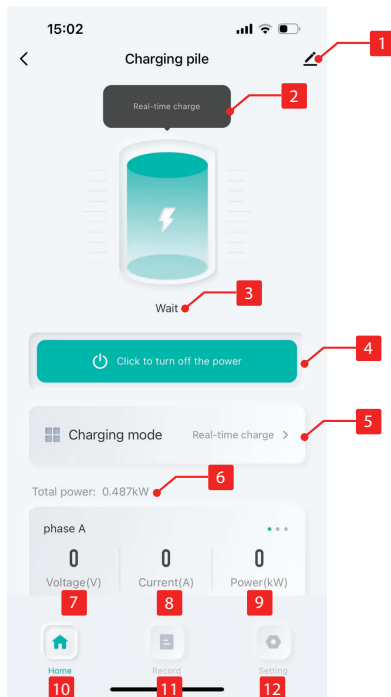 15:02
1
Charging pile
2
Real-time charge
3
Wait
4
Click to turn off the power
5
Charging mode Real-time charge >
6
Total power: 0.487kW
phase A
0 0 0
Voltage(V) Current(A) Power(kW)
7 8 9
Home Record Setting
10 11 12